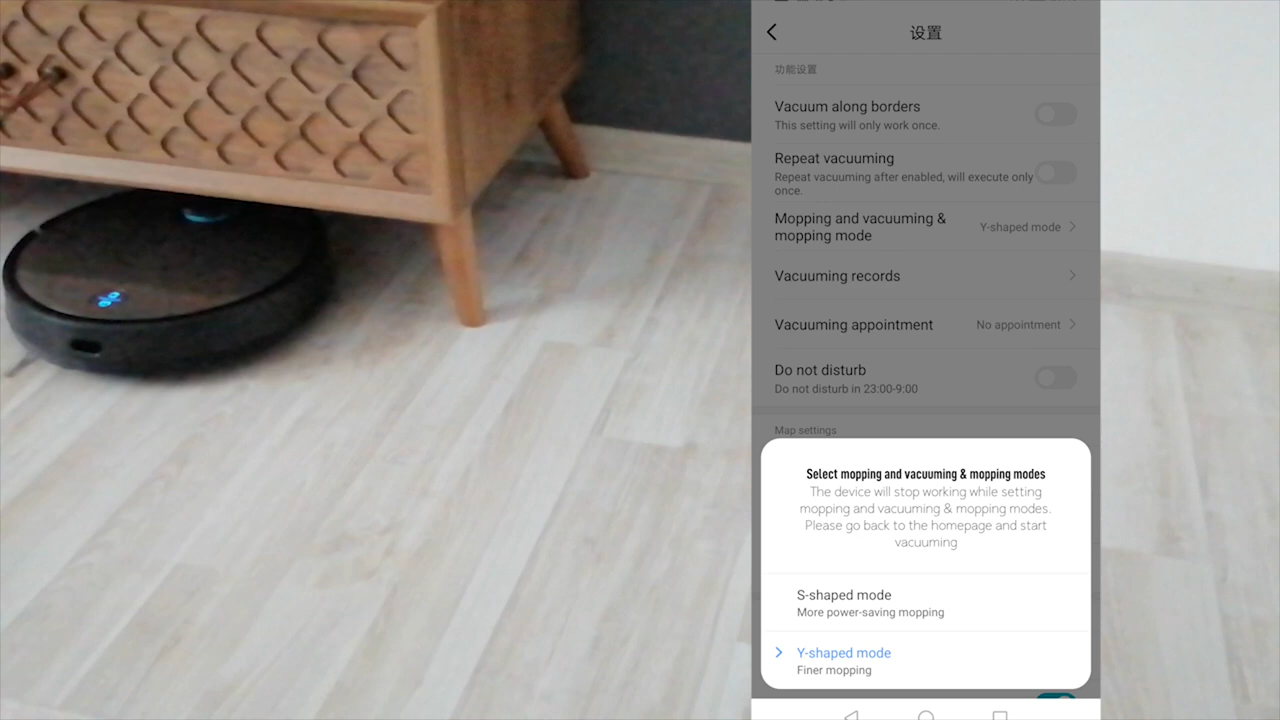 设置
功能设置
Vacuum along borders
This setting will only work once.
Repeat vacuuming
Repeat vacuuming after enabled, will execute only
once.
Mopping and vacuuming &
mopping mode
Y-shaped mode
Vacuuming records
Vacuuming appointment
No appointment
Do not disturb
Do not disturb in 23:00-9:00
Map settings
Select mopping and vacuuming & mopping modes
The device will stop working while setting
mopping and vacuuming & mopping modes.
Please go back to the homepage and start
vacuuming
S-shaped mode
More power-saving mopping
Y-shaped mode
Finer mopping